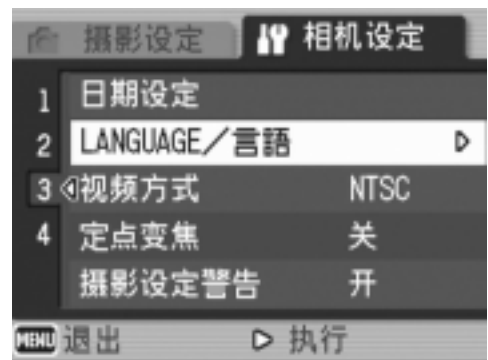 摄影设定 相机设定
1 日期设定
2 LANGUAGE／言語
3 视频方式 NTSC
4 定点变焦 关
摄影设定警告 开
MENU 退出 执行